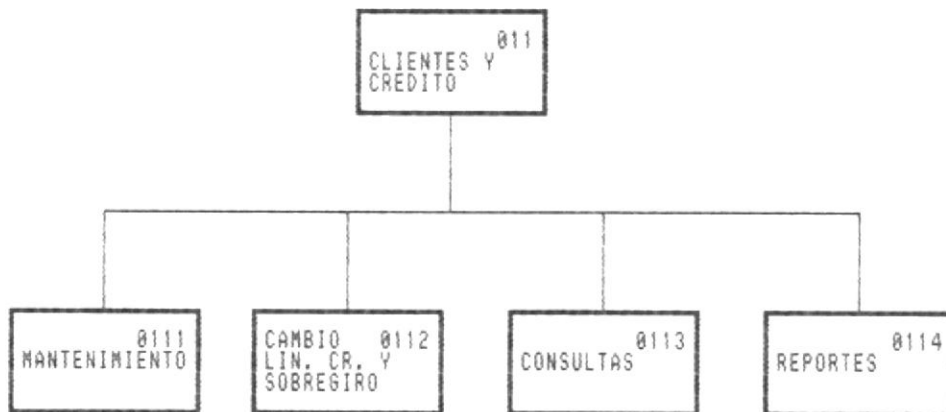 011
CLIENTES Y
CREDITO
0111
MANTENIMIENTO
CAMBIO 0112
LIN. CR. Y
SOBREGIRO
0113
CONSULTAS
0114
REPORTES